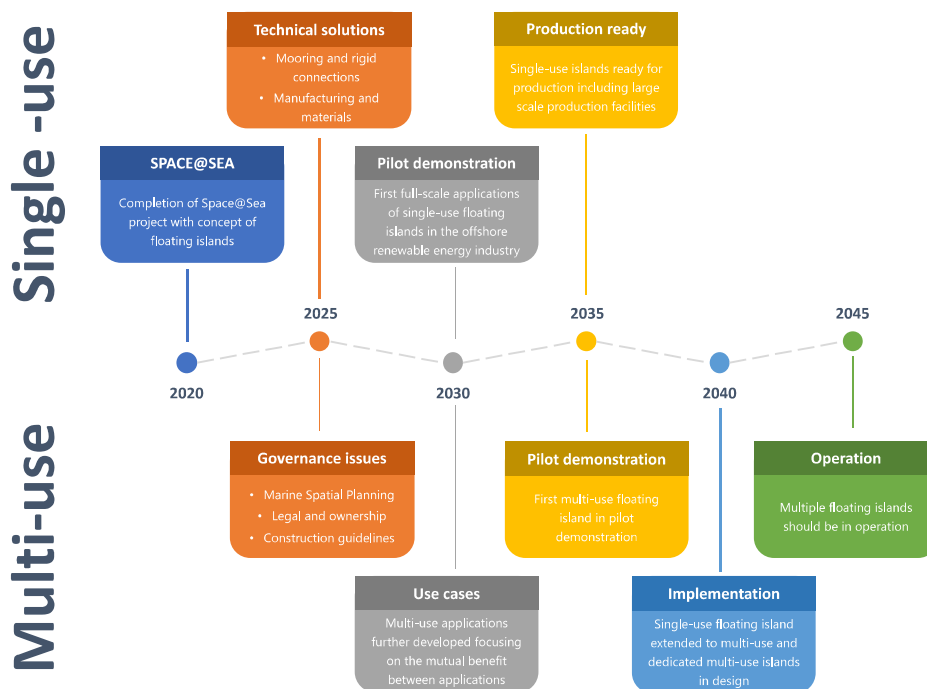 Single -use
Technical solutions
• Mooring and rigid
connections
• Manufacturing and
materials
Production ready
Single-use islands ready for
production including large
scale production facilities
SPACE@SEA
Completion of Space@Sea
project with concept of
floating islands
Pilot demonstration
First full-scale applications
of single-use floating
islands in the offshore
renewable energy industry
2025
2035
2045
2020
2030
2040
Multi-use
Governance issues
• Marine Spatial Planning
• Legal and ownership
• Construction guidelines
Pilot demonstration
First multi-use floating
island in pilot
demonstration
Operation
Multiple floating islands
should be in operation
Use cases
Multi-use applications
further developed focusing
on the mutual benefit
between applications
Implementation
Single-use floating island
extended to multi-use and
dedicated multi-use islands
in design